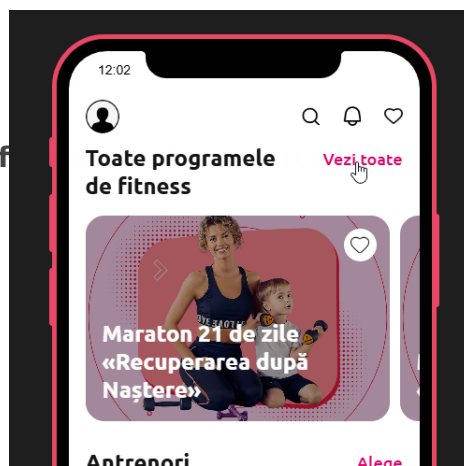 12:02
f
Toate programele
de fitness
Vezi toate
Maraton 21 de zile
«Recuperarea după
Naștere»
Antrenori
Alege